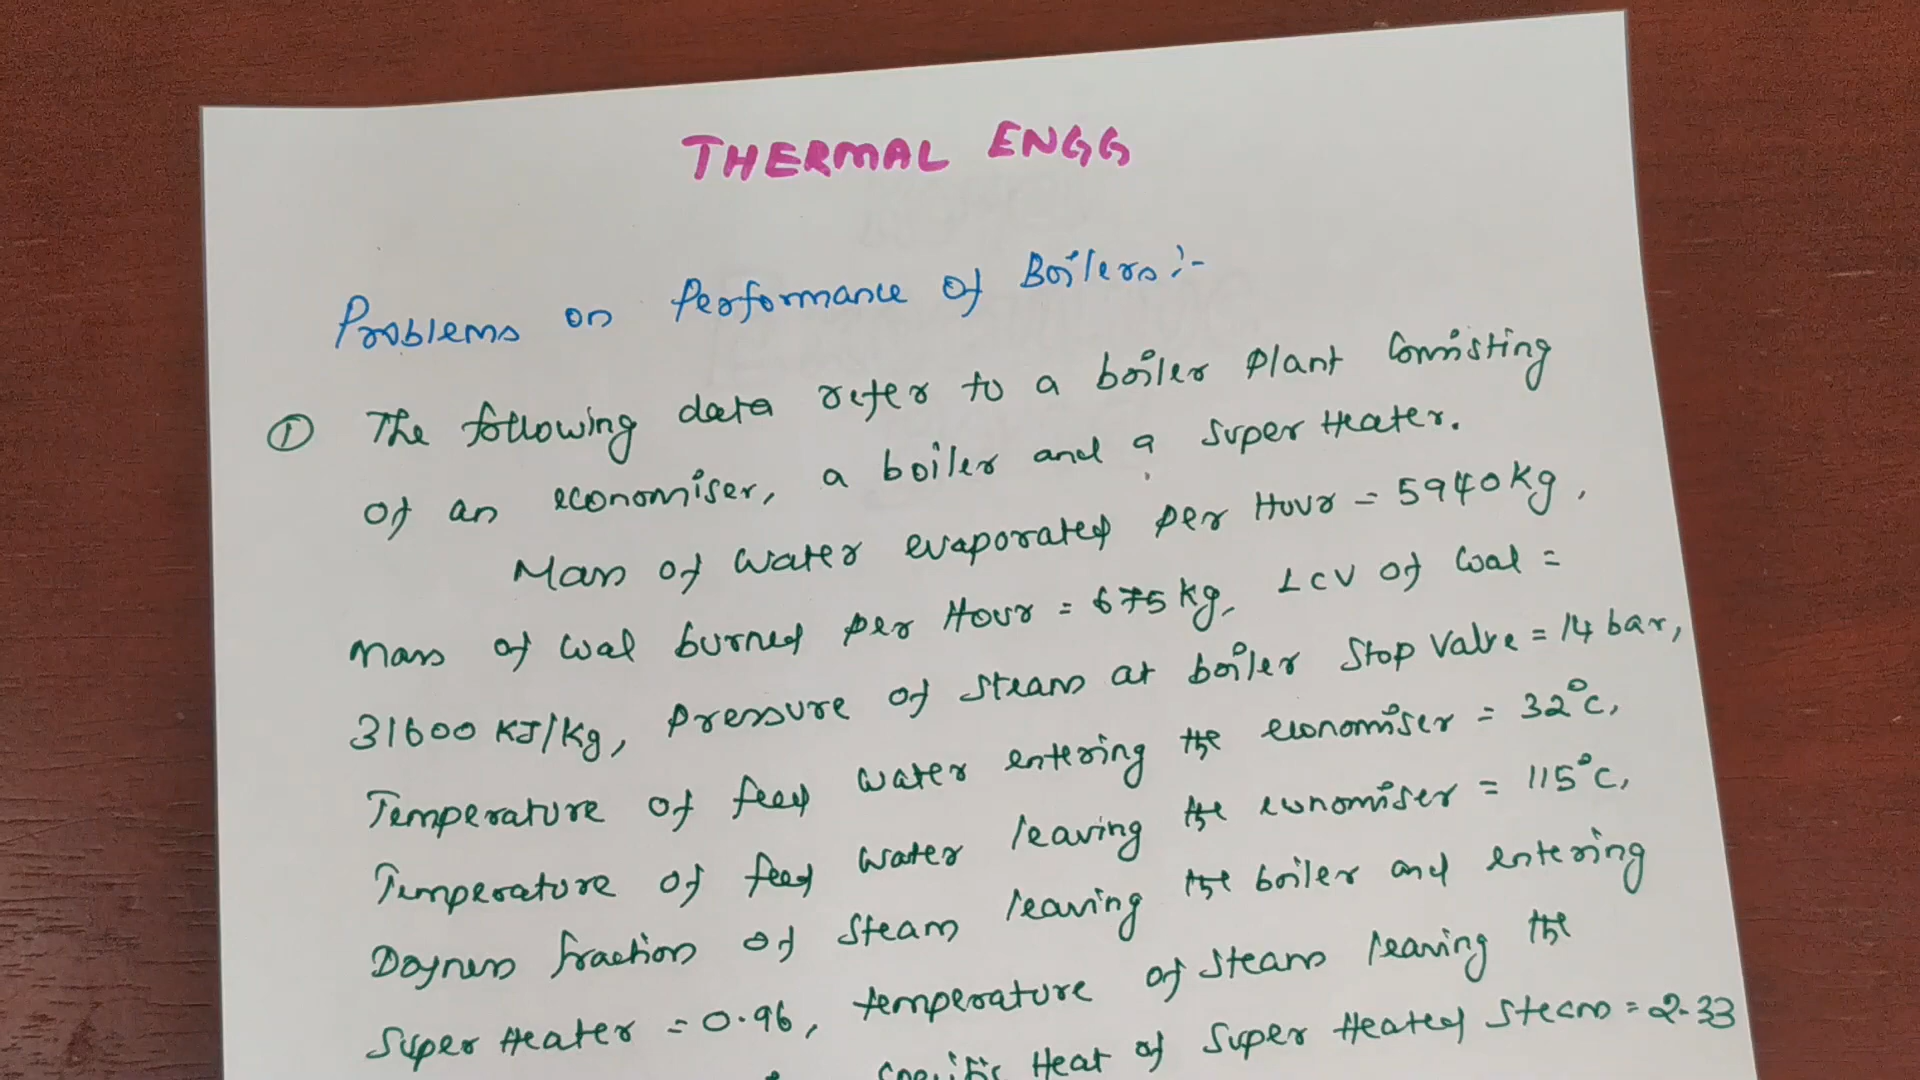 THERMAL ENGG
Problems on Performance of Boilers :-
① The following data refer to a boiler plant consisting
of an economiser, a boiler and a super Heater.
Mass of water evaporated per Hour = 5940 kg,
Mass of coal burned per Hour = 675 kg, LCV of coal =
31600 KJ/kg, pressure of steam at boiler stop valve = 14 bar,
Temperature of feed water entering the economiser = 32°C,
Temperature of feed water leaving the economiser = 115°C,
Dryness fraction of steam leaving the boiler and entering
super Heater = 0.96, temperature of steam leaving the
specific Heat of super Heated steam = 2.33